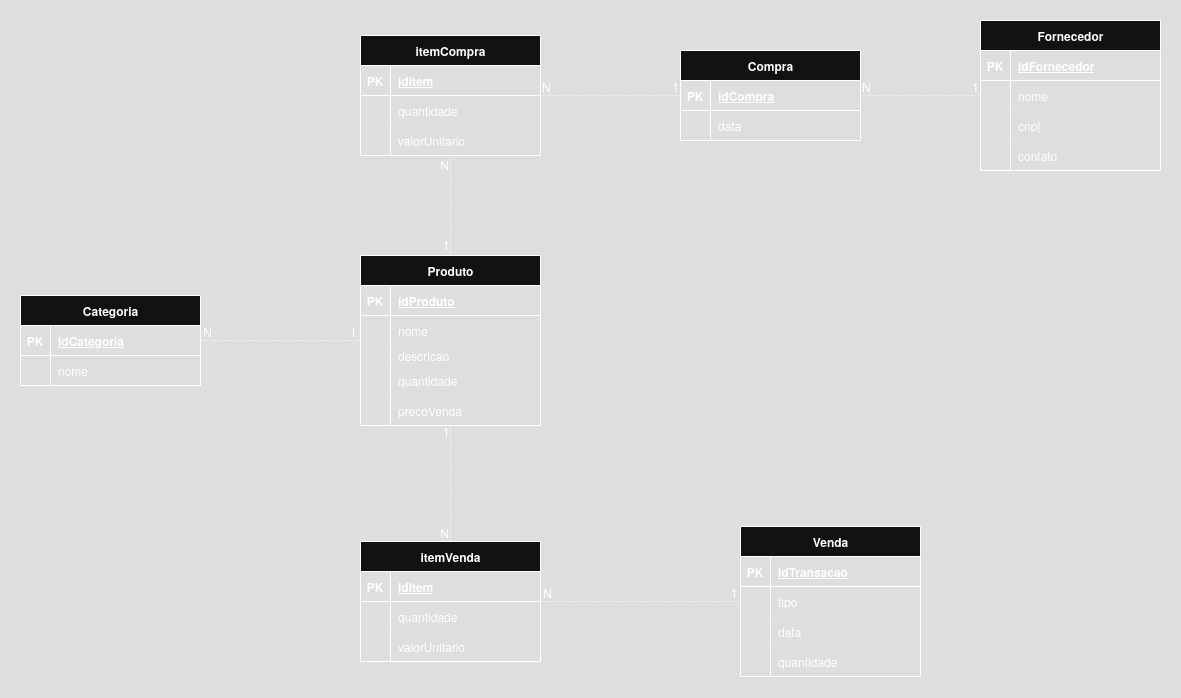 Fornecedor
PK idFornecedor
nome
cnpj
contato
itemCompra
PK idItem
quantidade
valorUnitario
N
1
Compra
PK idCompra
data
N
1
N
1
Produto
PK idProduto
nome
descricao
quantidade
precoVenda
Categoria
PK idCategoria
nome
N
1
1
N
itemVenda
PK idItem
quantidade
valorUnitario
N
1
Venda
PK idTransacao
tipo
data
quantidade